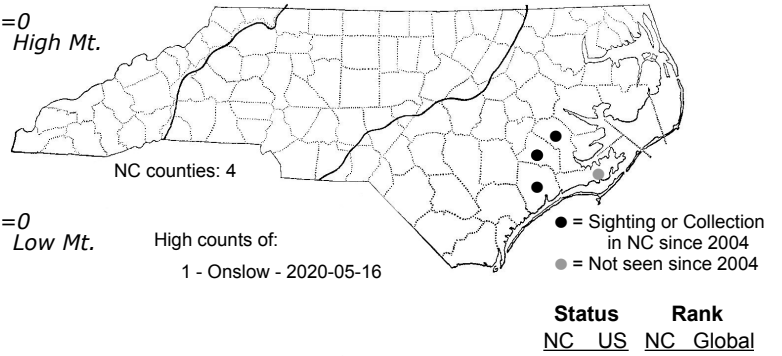 =0
High Mt.
NC counties: 4
=0
Low Mt.
High counts of:
1 - Onslow - 2020-05-16
● = Sighting or Collection
in NC since 2004
● = Not seen since 2004
Status Rank
NC US NC Global